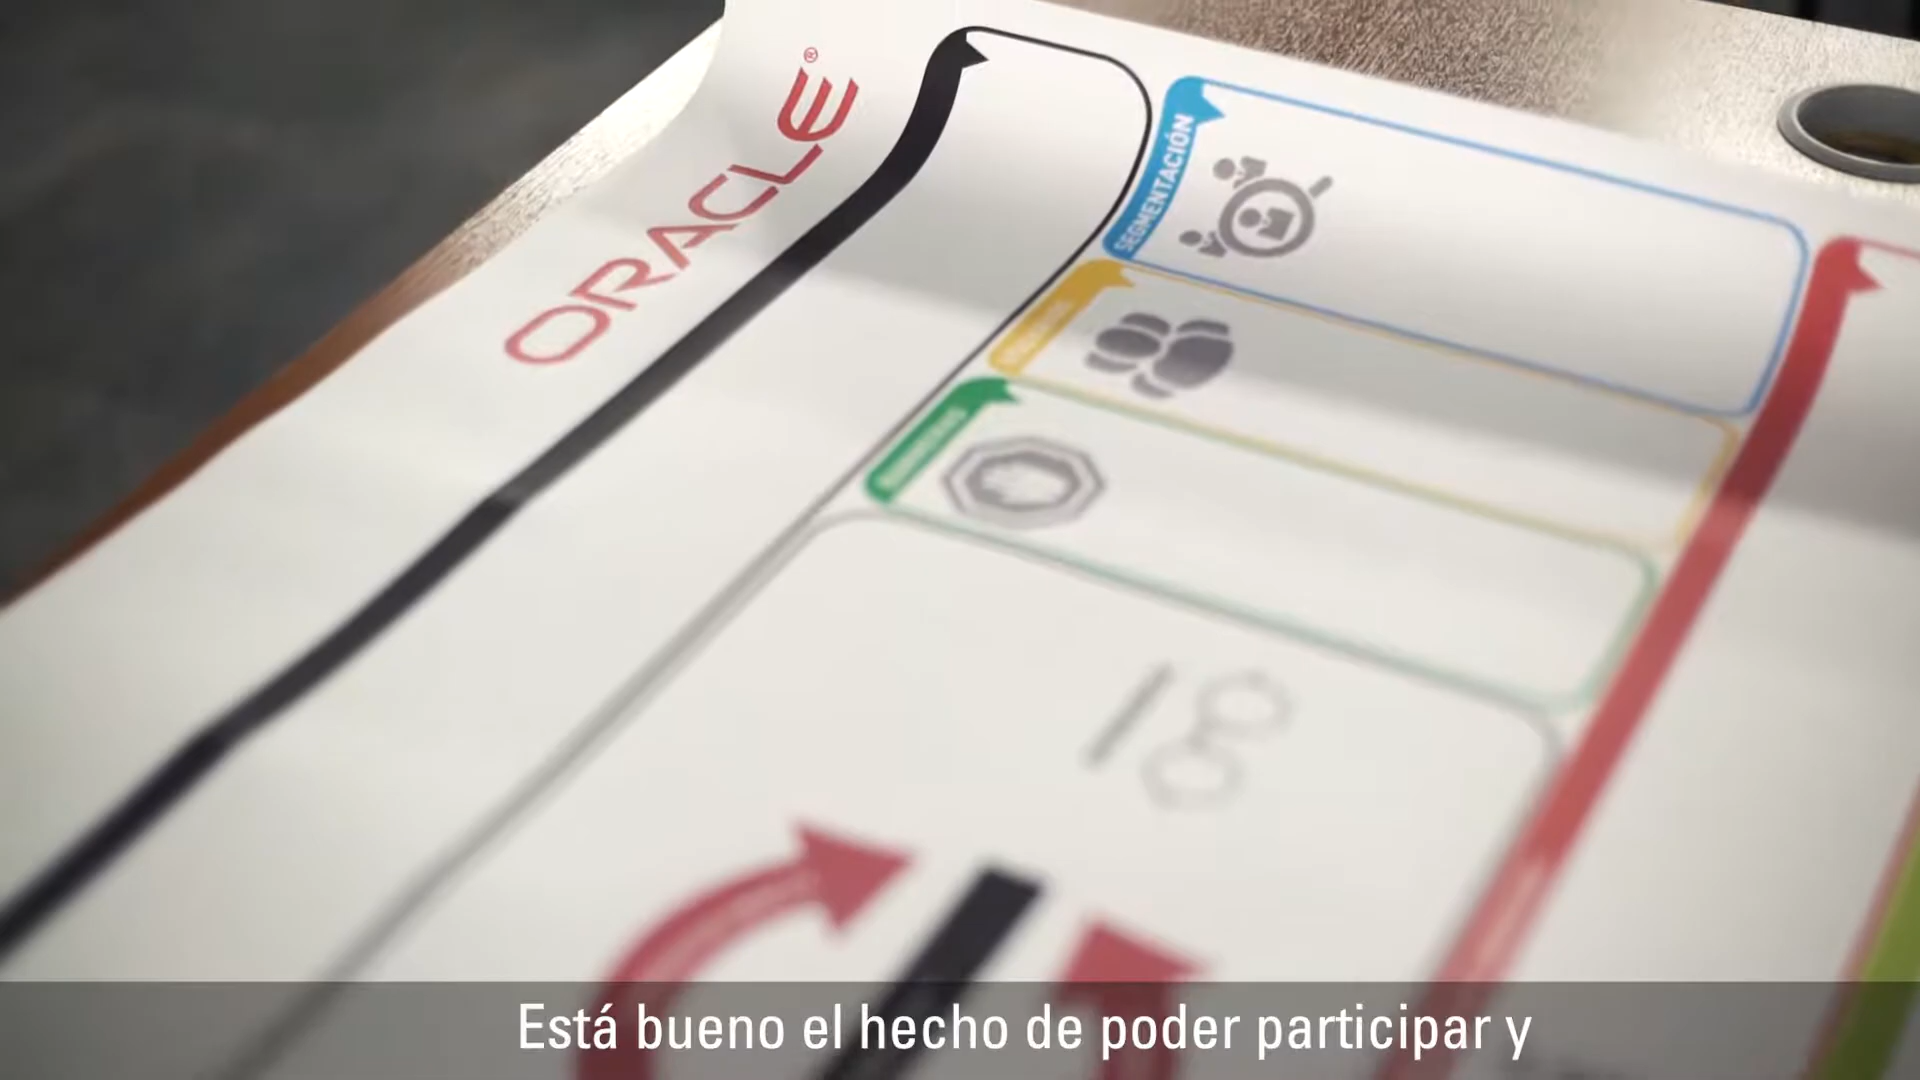 ORACLE®
SEGMENTACIÓN
Está bueno el hecho de poder participar y